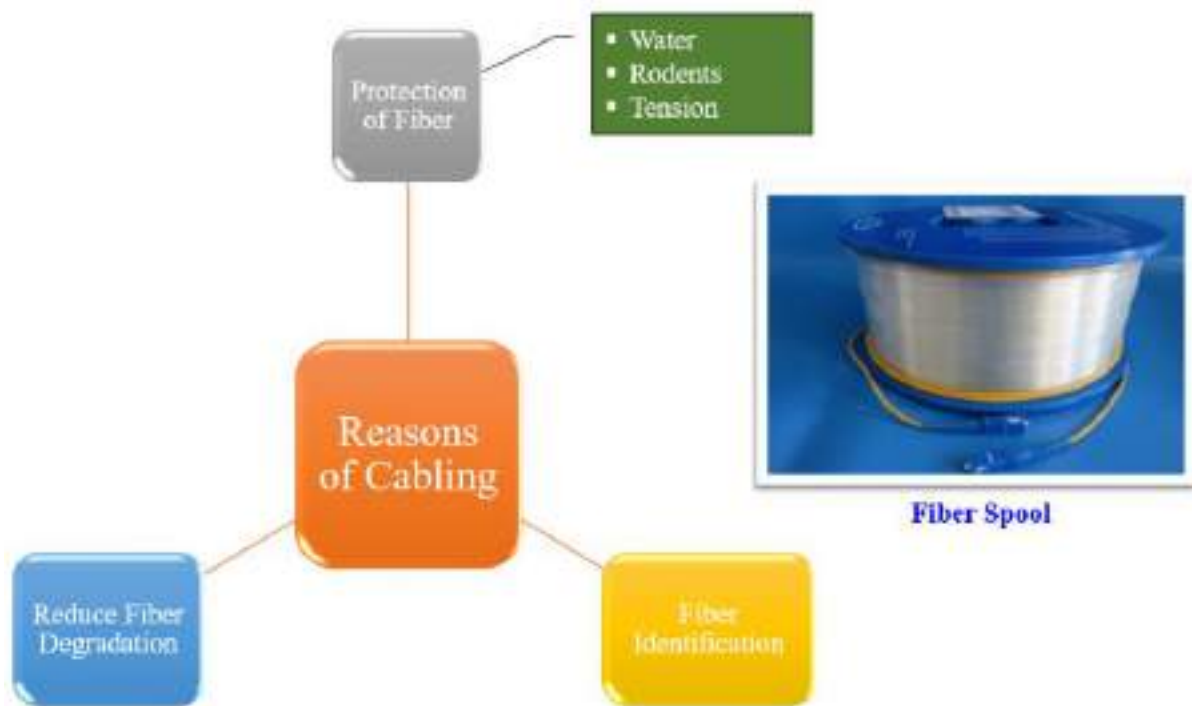 Protection
of Fiber
▪ Water
▪ Rodents
▪ Tension
Reasons
of Cabling
Fiber Spool
Reduce Fiber
Degradation
Fiber
Identification